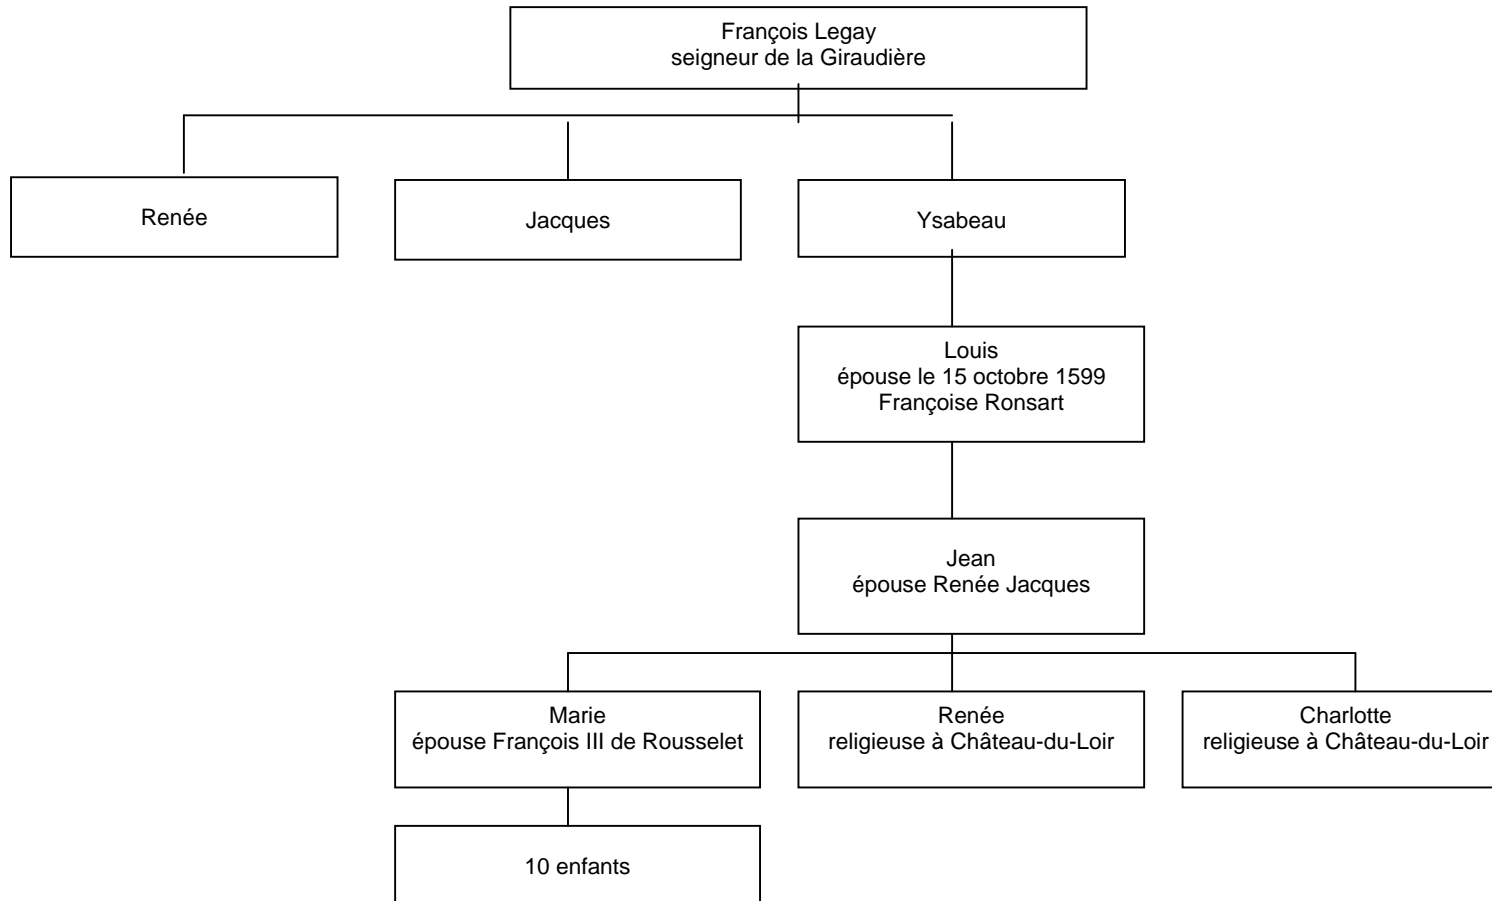 François Legay
seigneur de la Giraudière
Renée
Jacques
Ysabeau
Louis
épouse le 15 octobre 1599
Françoise Ronsart
Jean
épouse Renée Jacques
Marie
épouse François III de Rousselet
Renée
religieuse à Château-du-Loir
Charlotte
religieuse à Château-du-Loir
10 enfants